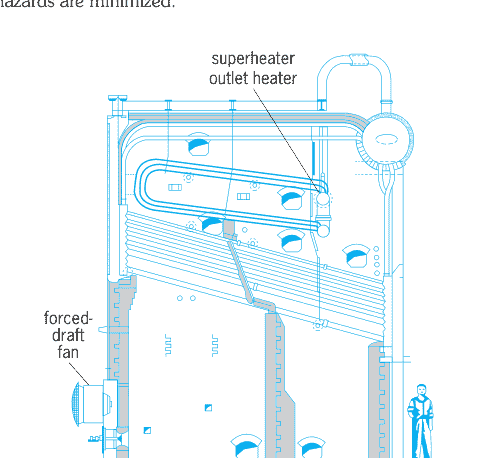 hazards are minimized.
superheater
outlet heater
forced-
draft
fan